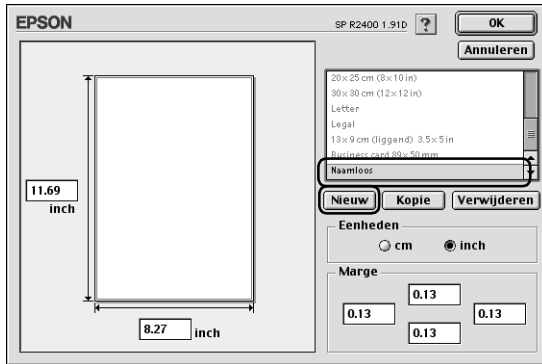 EPSON
SP R2400 1.91D
?
OK
Annuleren
20×25 cm (8×10 in)
30×30 cm (12×12 in)
Letter
Legal
13×9 cm (liggend) 3.5×5 in
Business card 89×50 mm
Naamloos
Nieuw
Kopie
Verwijderen
11.69
inch
8.27 inch
Eenheden
cm
inch
Marge
0.13
0.13
0.13
0.13